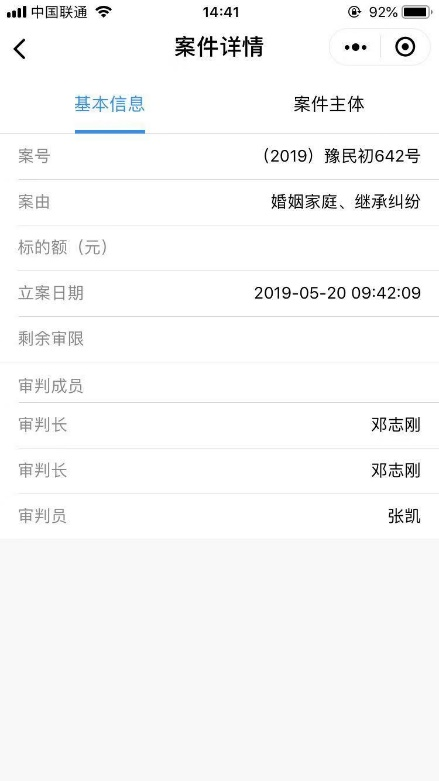 中国联通 14:41 92%
案件详情
基本信息 案件主体
案号 （2019）豫民初642号
案由 婚姻家庭、继承纠纷
标的额（元）
立案日期 2019-05-20 09:42:09
剩余审限
审判成员
审判长 邓志刚
审判长 邓志刚
审判员 张凯